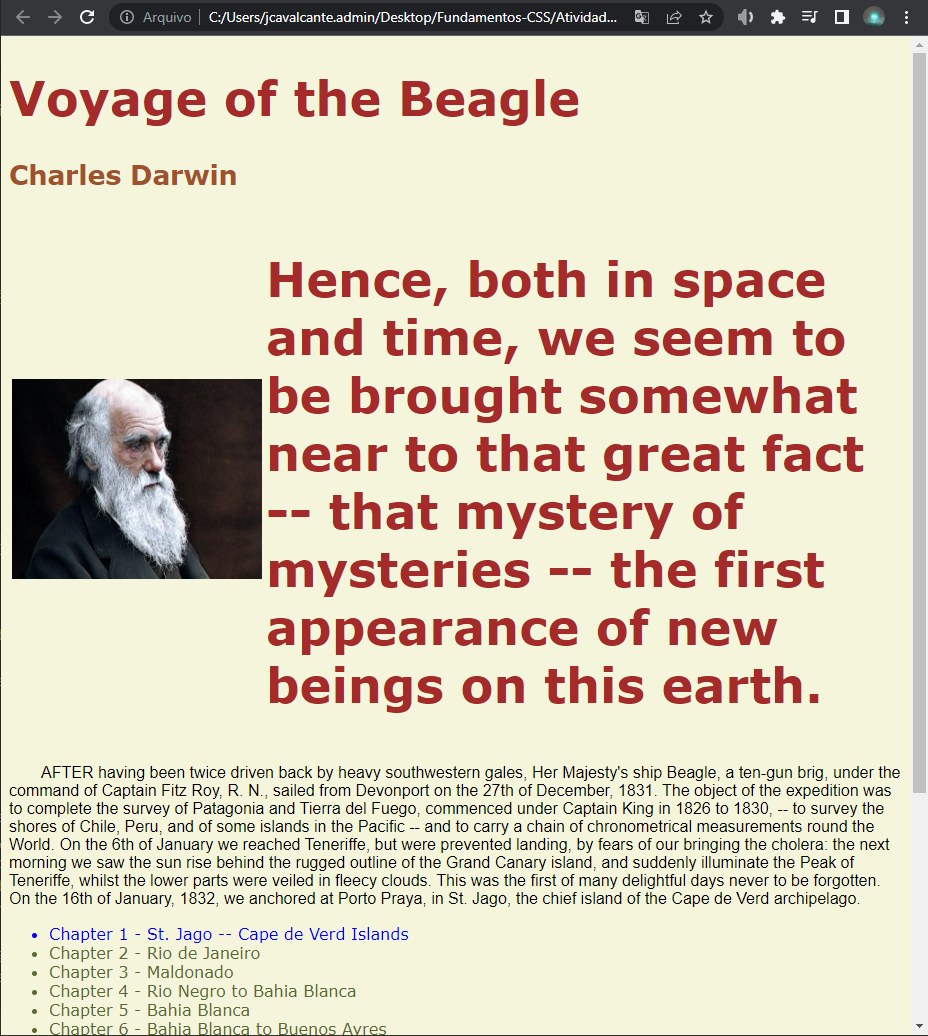 Arquivo
C:/Users/jcavalcante.admin/Desktop/Fundamentos-CSS/Atividad...
Voyage of the Beagle
Charles Darwin
Hence, both in space
and time, we seem to
be brought somewhat
near to that great fact
-- that mystery of
mysteries -- the first
appearance of new
beings on this earth.
AFTER having been twice driven back by heavy southwestern gales, Her Majesty's ship Beagle, a ten-gun brig, under the
command of Captain Fitz Roy, R. N., sailed from Devonport on the 27th of December, 1831. The object of the expedition was
to complete the survey of Patagonia and Tierra del Fuego, commenced under Captain King in 1826 to 1830, -- to survey the
shores of Chile, Peru, and of some islands in the Pacific -- and to carry a chain of chronometrical measurements round the
World. On the 6th of January we reached Teneriffe, but were prevented landing, by fears of our bringing the cholera: the next
morning we saw the sun rise behind the rugged outline of the Grand Canary island, and suddenly illuminate the Peak of
Teneriffe, whilst the lower parts were veiled in fleecy clouds. This was the first of many delightful days never to be forgotten.
On the 16th of January, 1832, we anchored at Porto Praya, in St. Jago, the chief island of the Cape de Verd archipelago.
• Chapter 1 - St. Jago -- Cape de Verd Islands
• Chapter 2 - Rio de Janeiro
• Chapter 3 - Maldonado
• Chapter 4 - Rio Negro to Bahia Blanca
• Chapter 5 - Bahia Blanca
• Chapter 6 - Bahia Blanca to Buenos Ayres